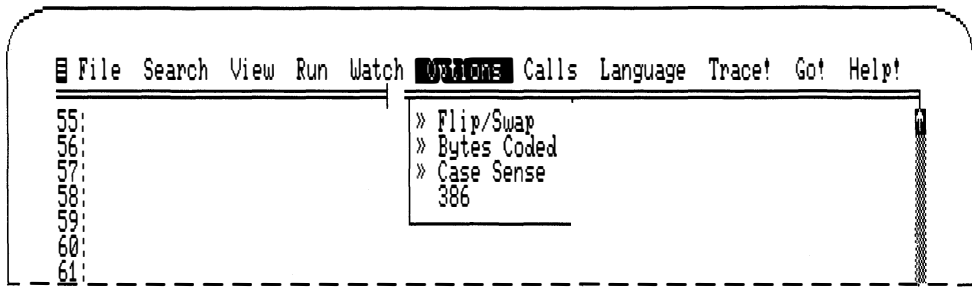 File Search View Run Watch Options Calls Language Trace! Go! Help!
55
» Flip/Swap
56
» Bytes Coded
57
» Case Sense
58
386
59
60
61